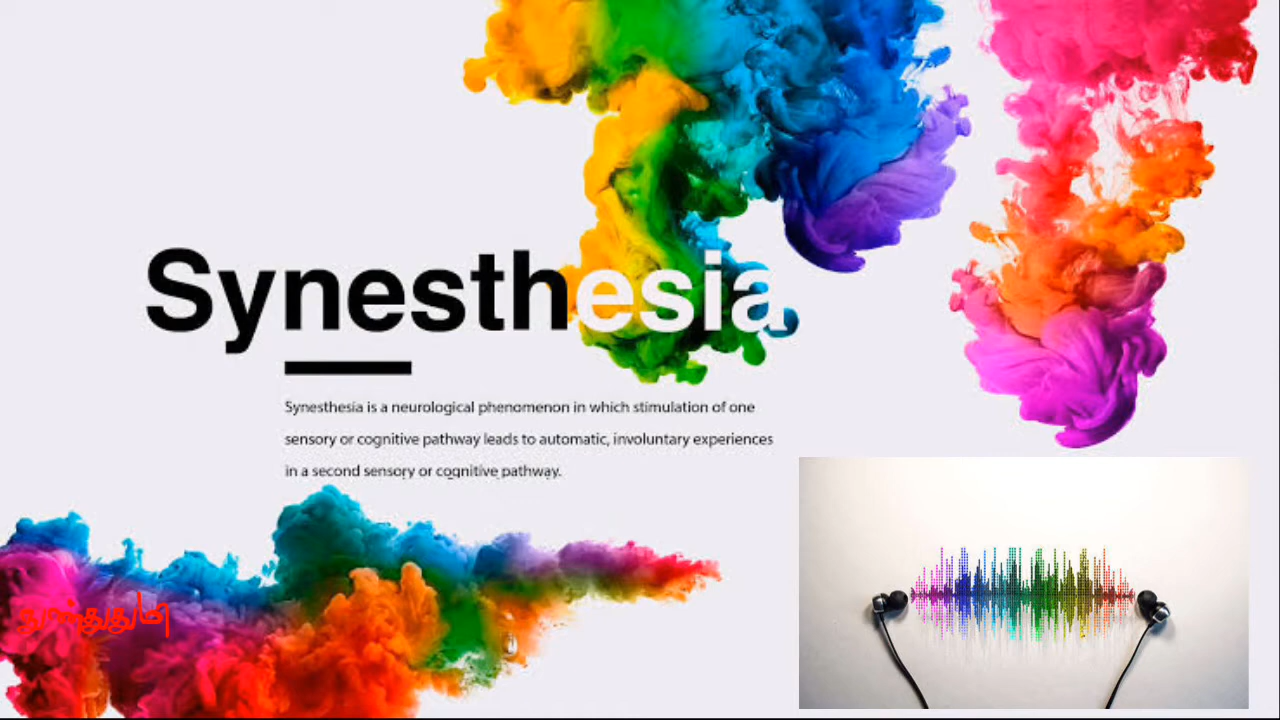 Synesthesia
Synesthesia is a neurological phenomenon in which stimulation of one
sensory or cognitive pathway leads to automatic, involuntary experiences
in a second sensory or cognitive pathway.